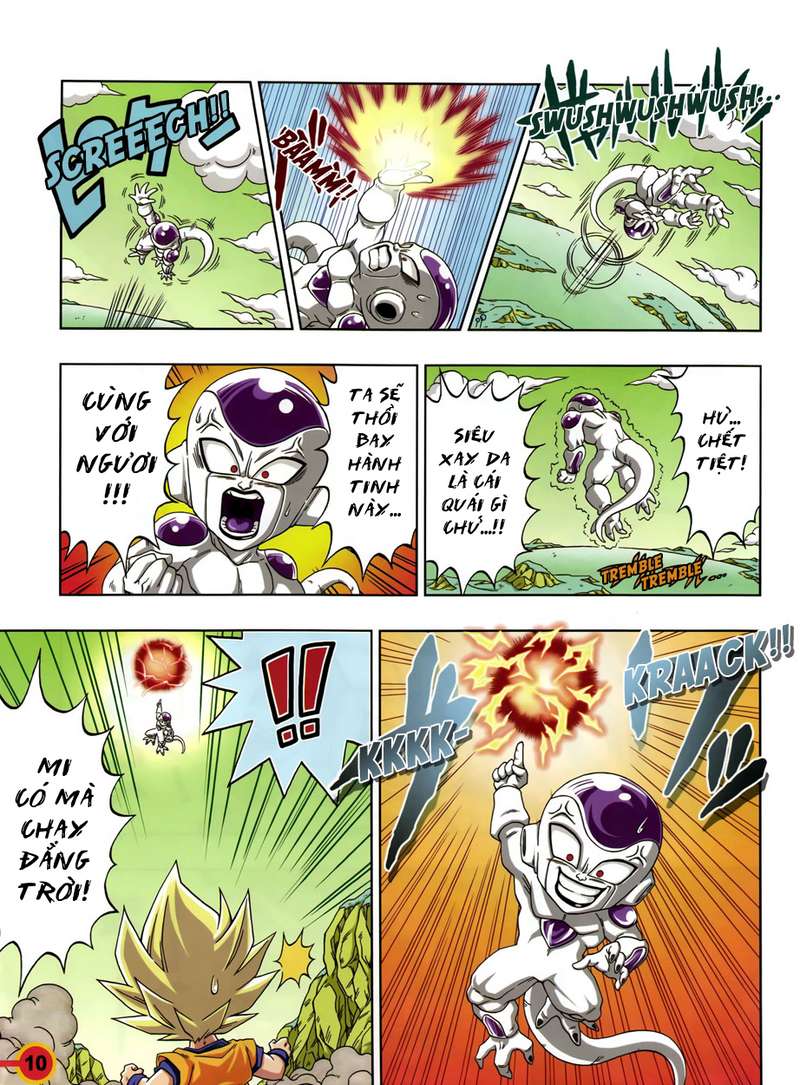 SWUSHWUSHWUSH...
BAAMM!!
SCREEECH!!
HỪ...
CHẾT
TIỆT!
SIÊU
XAY DA
LÀ CÁI
QUÁI GÌ
CHỨ...!!
TREMBLE
TREMBLE...
TA SẼ
THỔI
BAY
HÀNH
TINH
NÀY...
CÙNG
VỚI
NGƯƠI
!!!
KKKK-
KRAACK!!
!!
MI
CÓ MÀ
CHẠY
ĐẰNG
TRỜI!
10